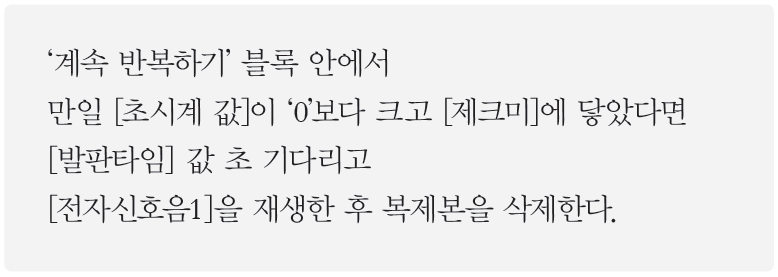 ‘계속 반복하기’ 블록 안에서
만일 [초시계 값]이 ‘0’보다 크고 [제크미]에 닿았다면
[발판타임] 값 초 기다리고
[전자신호음1]을 재생한 후 복제본을 삭제한다.